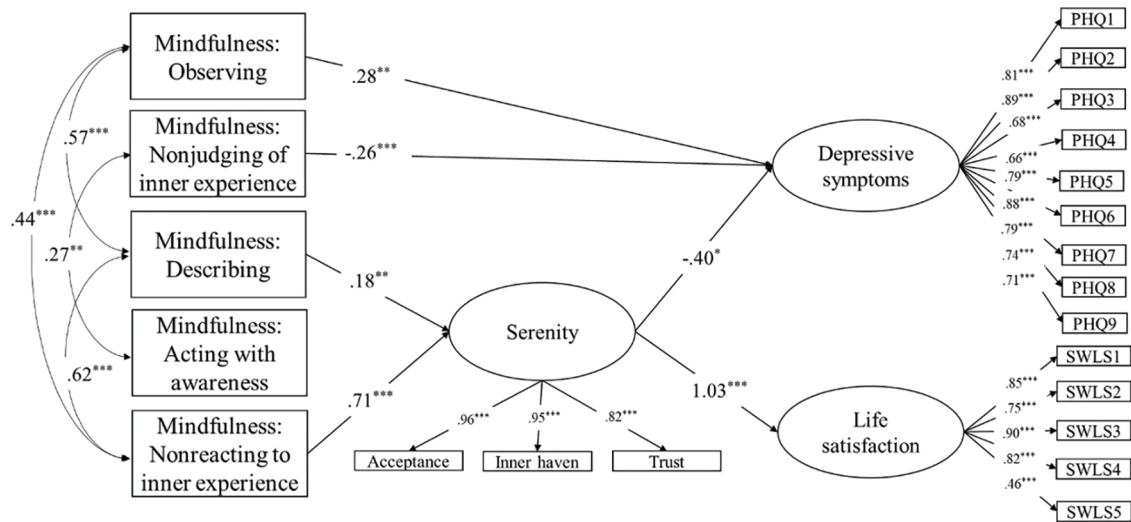 Mindfulness:
Observing
Mindfulness:
Nonjudging of
inner experience
Mindfulness:
Describing
Mindfulness:
Acting with
awareness
Mindfulness:
Nonreacting to
inner experience
.57***
.44***
.27**
.62***
.28**
-.26***
.18**
.71***
Serenity
.96***
.95***
.82***
Acceptance
Inner haven
Trust
-.40*
1.03***
Depressive
symptoms
Life
satisfaction
.81***
.89***
.68***
.66***
.79***
.88***
.79***
.74***
.71***
PHQ1
PHQ2
PHQ3
PHQ4
PHQ5
PHQ6
PHQ7
PHQ8
PHQ9
.85***
.75***
.90***
.82***
.46***
SWLS1
SWLS2
SWLS3
SWLS4
SWLS5